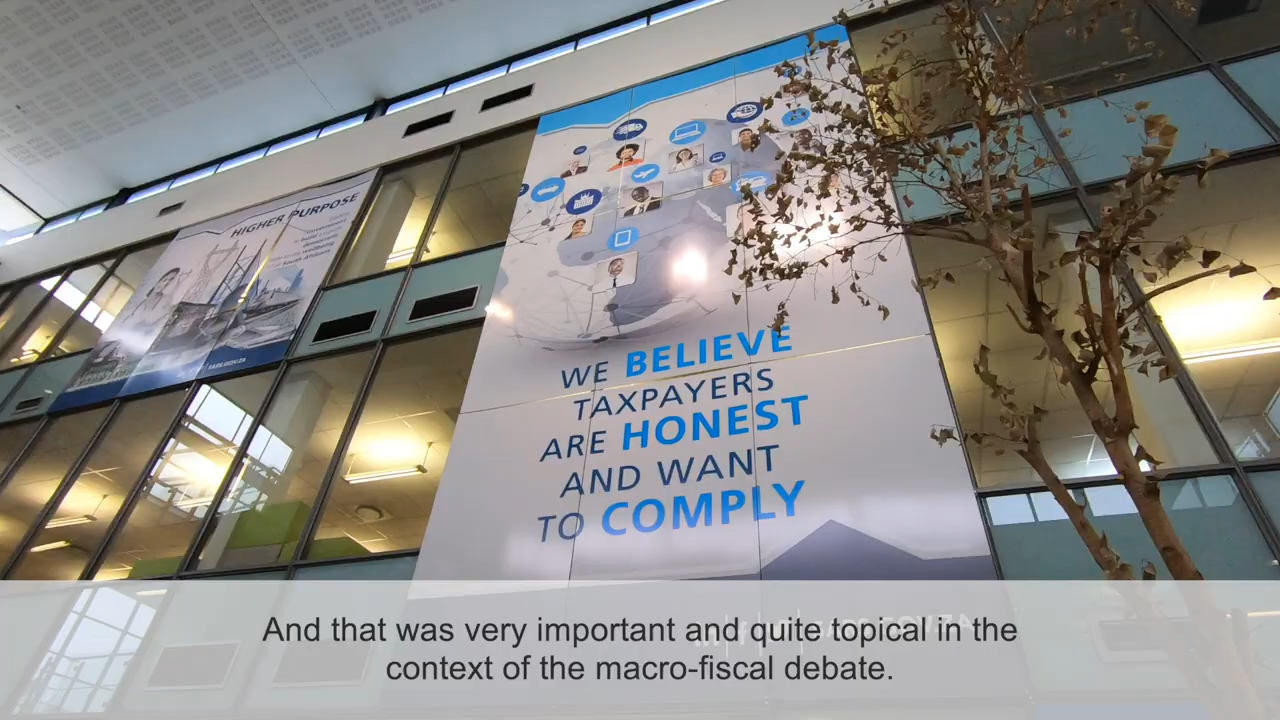 HIGHER PURPOSE
WE BELIEVE
TAXPAYERS
ARE HONEST
AND WANT
TO COMPLY
And that was very important and quite topical in the
context of the macro-fiscal debate.